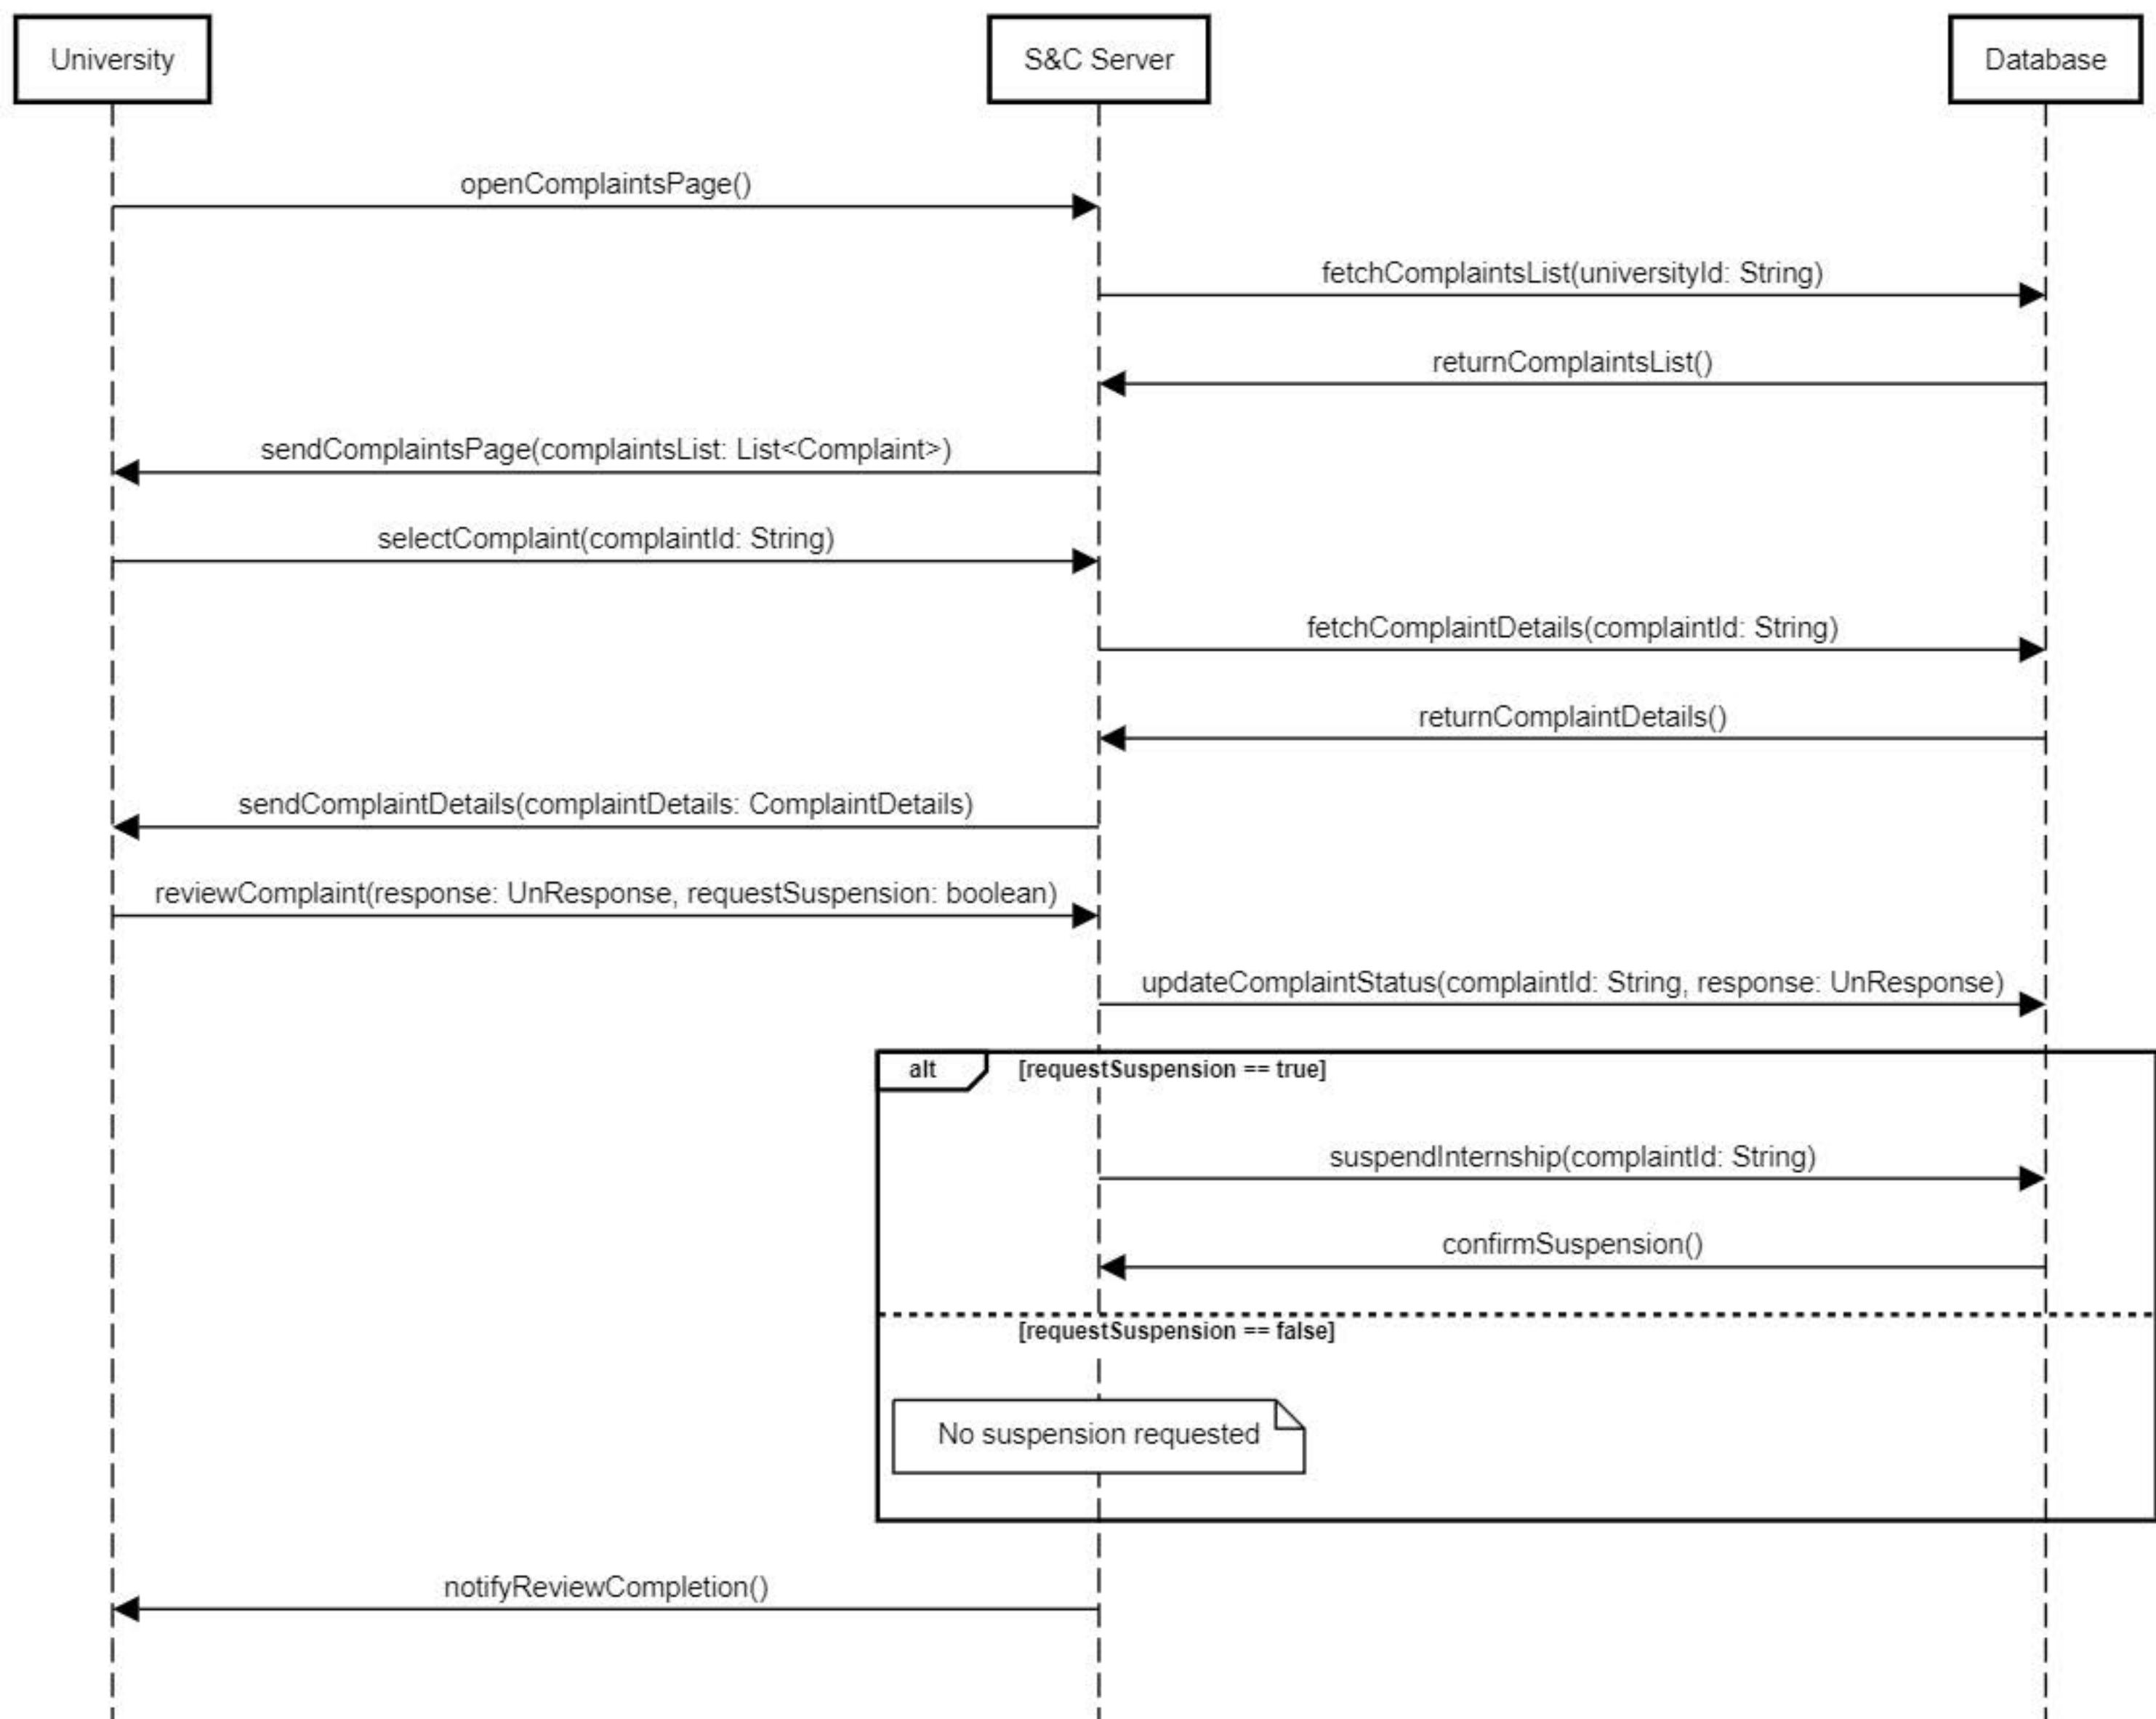 University
S&C Server
Database
openComplaintsPage()
fetchComplaintsList(universityId: String)
returnComplaintsList()
sendComplaintsPage(complaintsList: List<Complaint>)
selectComplaint(complaintId: String)
fetchComplaintDetails(complaintId: String)
returnComplaintDetails()
sendComplaintDetails(complaintDetails: ComplaintDetails)
reviewComplaint(response: UnResponse, requestSuspension: boolean)
updateComplaintStatus(complaintId: String, response: UnResponse)
alt [requestSuspension == true]
suspendInternship(complaintId: String)
confirmSuspension()
[requestSuspension == false]
No suspension requested
notifyReviewCompletion()